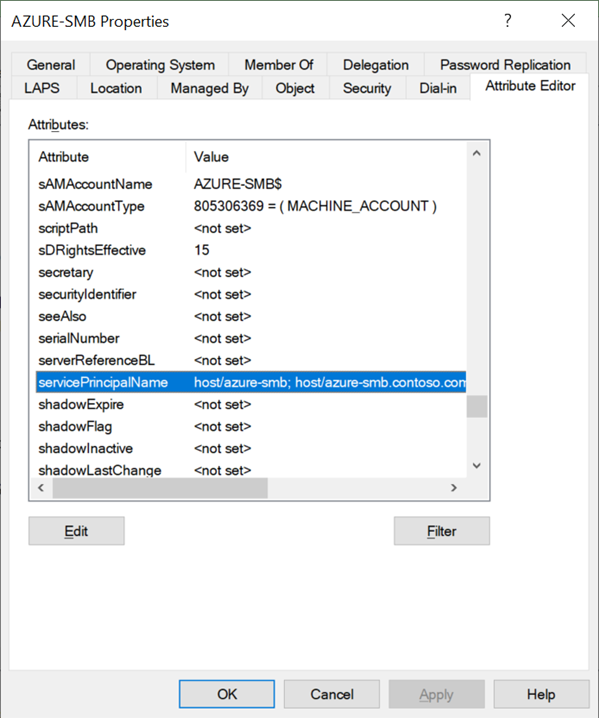 AZURE-SMB Properties ? ×
General Operating System Member Of Delegation Password Replication
LAPS Location Managed By Object Security Dial-in Attribute Editor
Attributes:
Attribute Value
sAMAccountName AZURE-SMB$
sAMAccountType 805306369 = ( MACHINE_ACCOUNT )
scriptPath <not set>
sDRightsEffective 15
secretary <not set>
securityIdentifier <not set>
seeAlso <not set>
serialNumber <not set>
serverReferenceBL <not set>
servicePrincipalName host/azure-smb; host/azure-smb.contoso.com
shadowExpire <not set>
shadowFlag <not set>
shadowInactive <not set>
shadowLastChange <not set>
Edit Filter
OK Cancel Apply Help